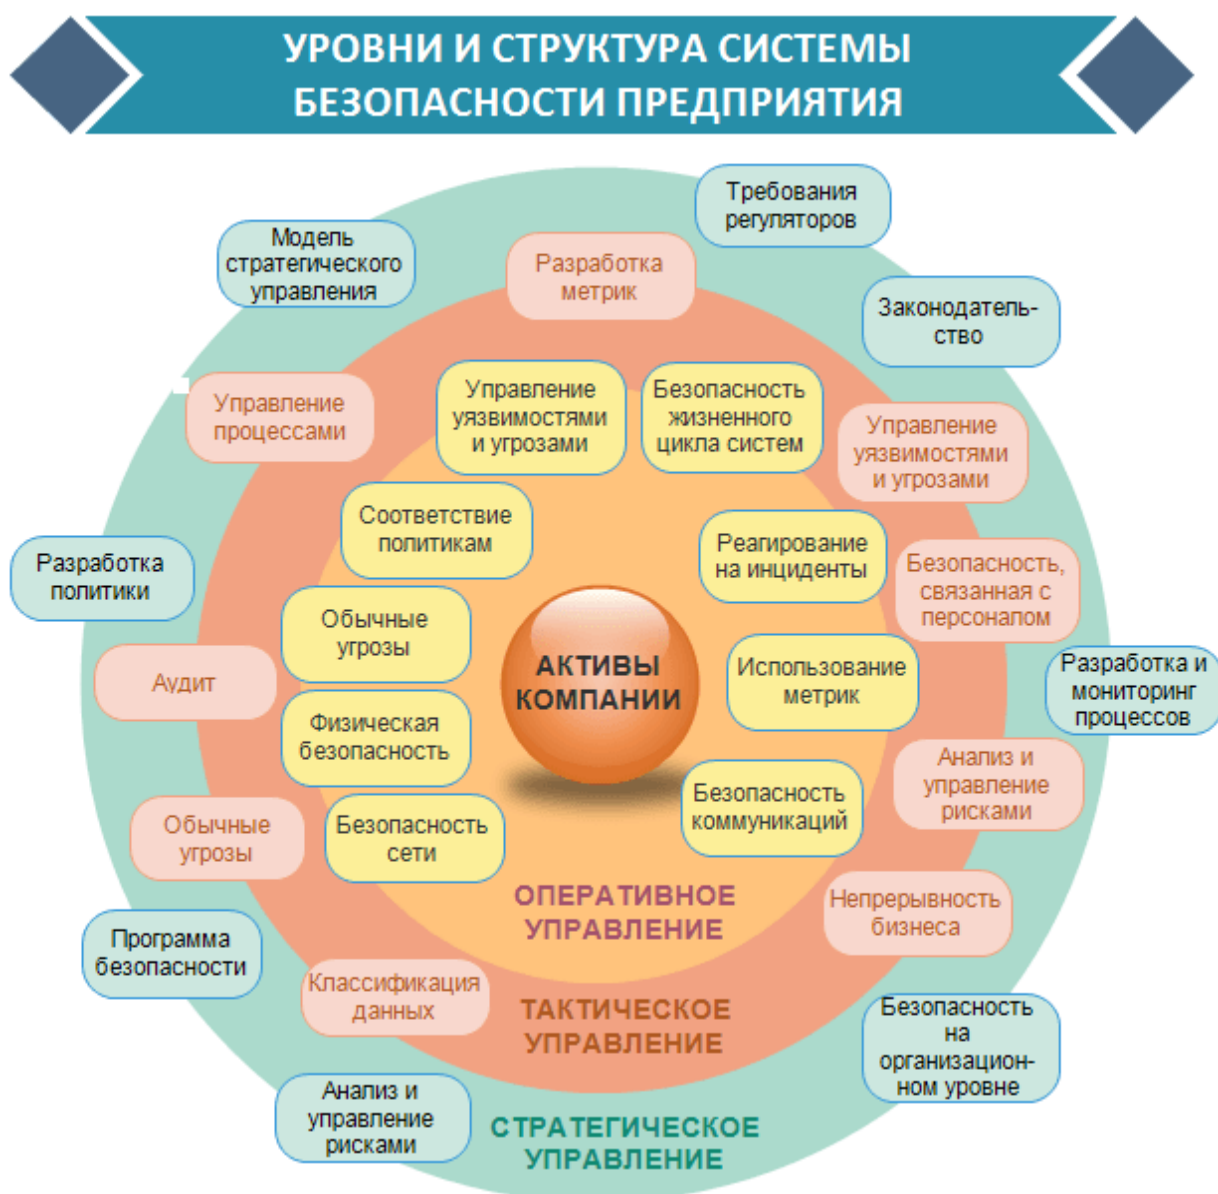 УРОВНИ И СТРУКТУРА СИСТЕМЫ
БЕЗОПАСНОСТИ ПРЕДПРИЯТИЯ
Требования
регуляторов
Модель
стратегического
управления
Разработка
метрик
Законодатель-
ство
Управление
процессами
Управление
уязвимостями
и угрозами
Безопасность
жизненного
цикла систем
Управление
уязвимостями
и угрозами
Соответствие
политикам
Реагирование
на инциденты
Разработка
политики
Безопасность,
связанная с
персоналом
Обычные
угрозы
АКТИВЫ
КОМПАНИИ
Использование
метрик
Разработка и
мониторинг
процессов
Аудит
Физическая
безопасность
Анализ и
управление
рисками
Обычные
угрозы
Безопасность
сети
Безопасность
коммуникаций
ОПЕРАТИВНОЕ
УПРАВЛЕНИЕ
Непрерывность
бизнеса
Программа
безопасности
Классификация
данных
ТАКТИЧЕСКОЕ
УПРАВЛЕНИЕ
Безопасность
на
организацион-
ном уровне
Анализ и
управление
рисками
СТРАТЕГИЧЕСКОЕ
УПРАВЛЕНИЕ